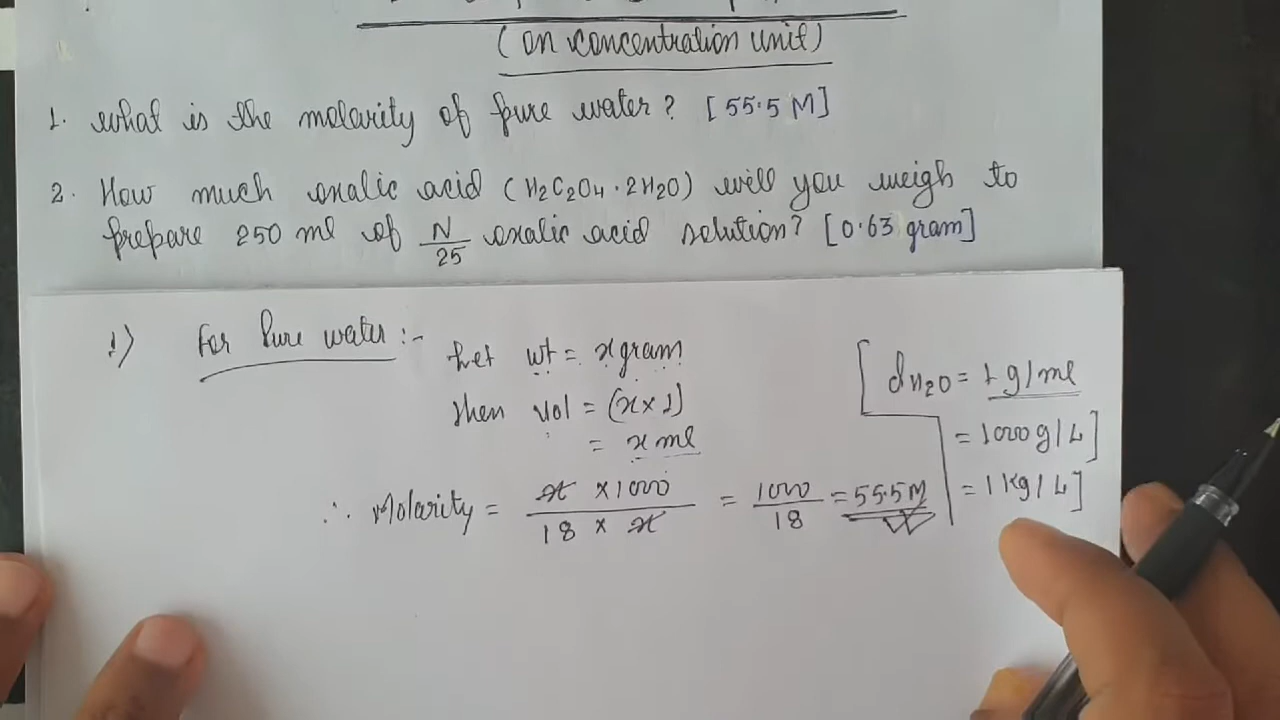 (on concentration unit)
1. what is the molarity of pure water? [55.5 M]
2. How much oxalic acid (H2C2O4·2H2O) will you weigh to
prepare 250 ml of N/25 oxalic acid solution? [0.63 gram]
1) For Pure water :-
Let wt = x gram
then vol = (x×1)
= x ml
[dH2O = 1 g/ml
= 1000 g/L]
= 1 Kg/L]
∴ Molarity = x ×1000 / 18 × x = 1000/18 = 55.5M